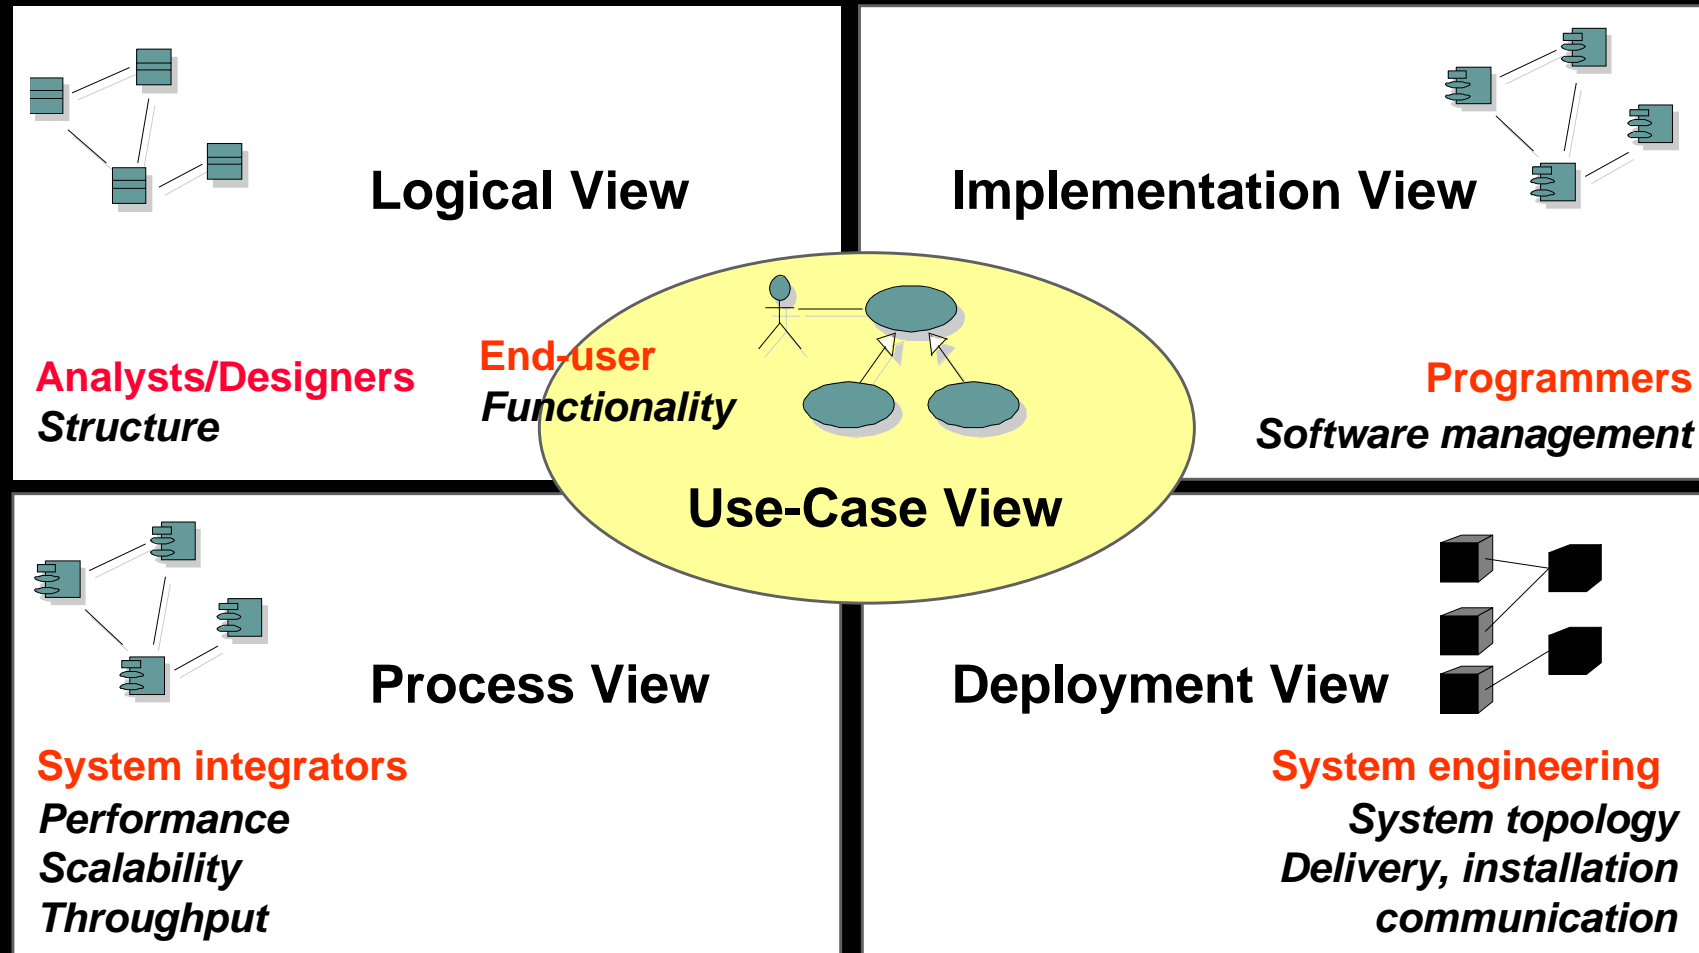 Logical View
Analysts/Designers
Structure
Implementation View
Programmers
Software management
End-user
Functionality
Use-Case View
Process View
System integrators
Performance
Scalability
Throughput
Deployment View
System engineering
System topology
Delivery, installation
communication